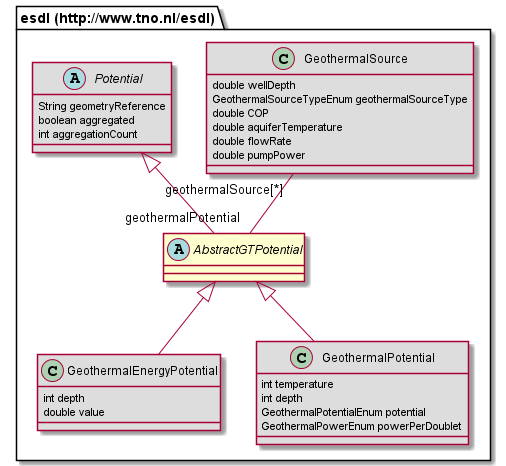 esdl (http://www.tno.nl/esdl)
A Potential
String geometryReference
boolean aggregated
int aggregationCount
C GeothermalSource
double wellDepth
GeothermalSourceTypeEnum geothermalSourceType
double COP
double aquiferTemperature
double flowRate
double pumpPower
geothermalSource[*]
geothermalPotential
A AbstractGTPotential
C GeothermalEnergyPotential
int depth
double value
C GeothermalPotential
int temperature
int depth
GeothermalPotentialEnum potential
GeothermalPowerEnum powerPerDoublet